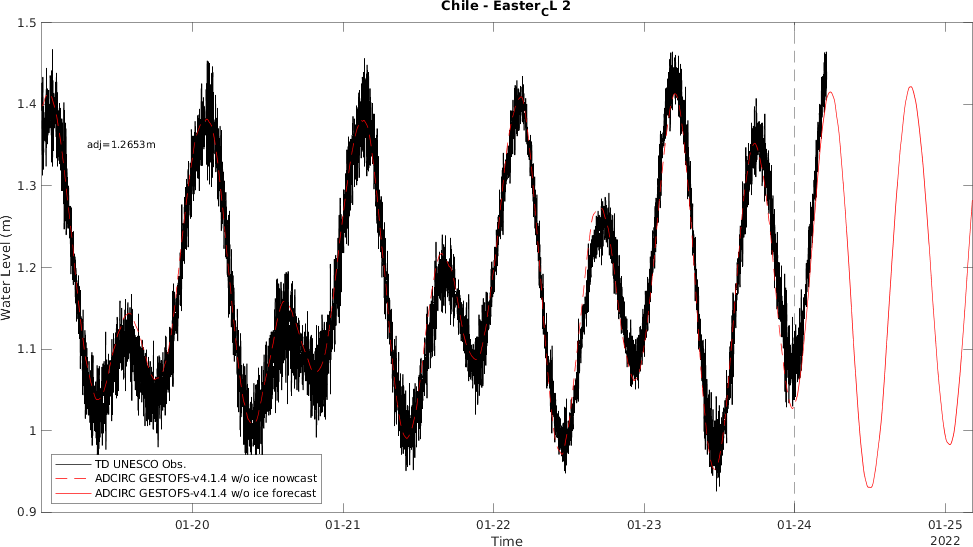 Chile - Easter_CL 2
1.5
1.4
1.3
1.2
1.1
1
0.9
Water Level (m)
adj=1.2653m
TD UNESCO Obs.
ADCIRC GESTOFS-v4.1.4 w/o ice nowcast
ADCIRC GESTOFS-v4.1.4 w/o ice forecast
01-20
01-21
01-22
01-23
01-24
01-25
Time
2022